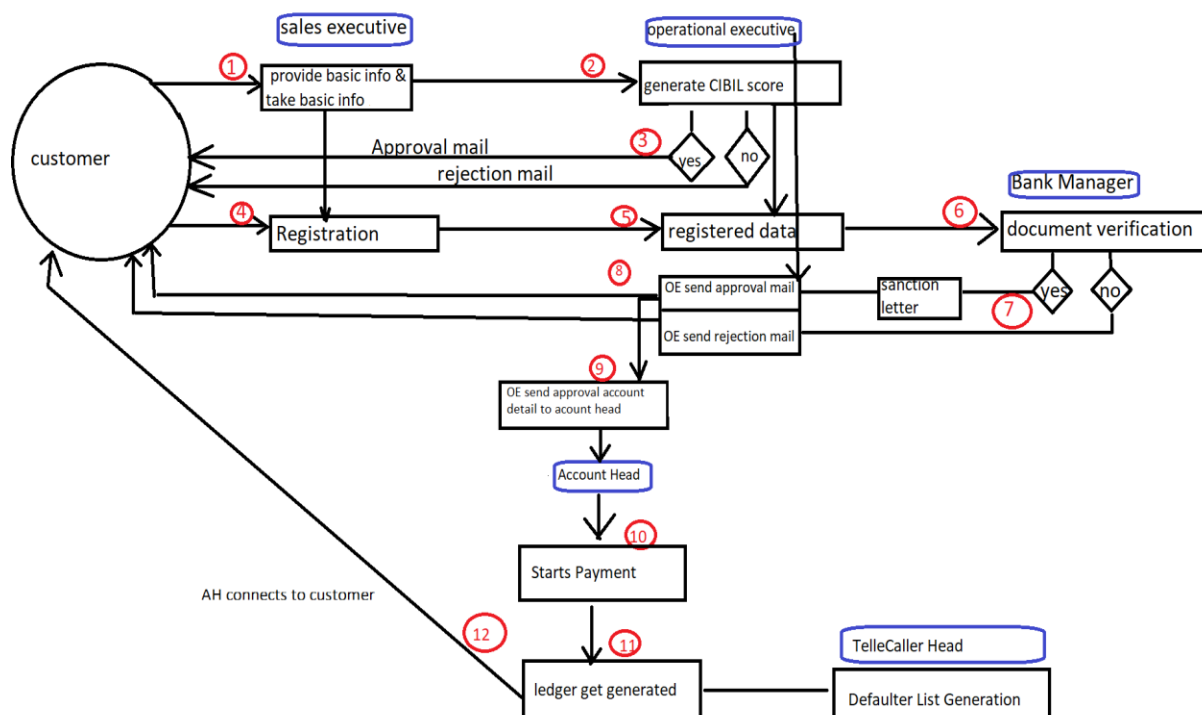 sales executive
operational executive
1
provide basic info &
take basic info
2
generate CIBIL score
customer
Approval mail
3
yes
no
rejection mail
Bank Manager
4
Registration
5
registered data
6
document verification
8
OE send approval mail
sanction
letter
yes
no
7
OE send rejection mail
9
OE send approval account
detail to acount head
Account Head
10
Starts Payment
AH connects to customer
12
11
ledger get generated
TelleCaller Head
Defaulter List Generation